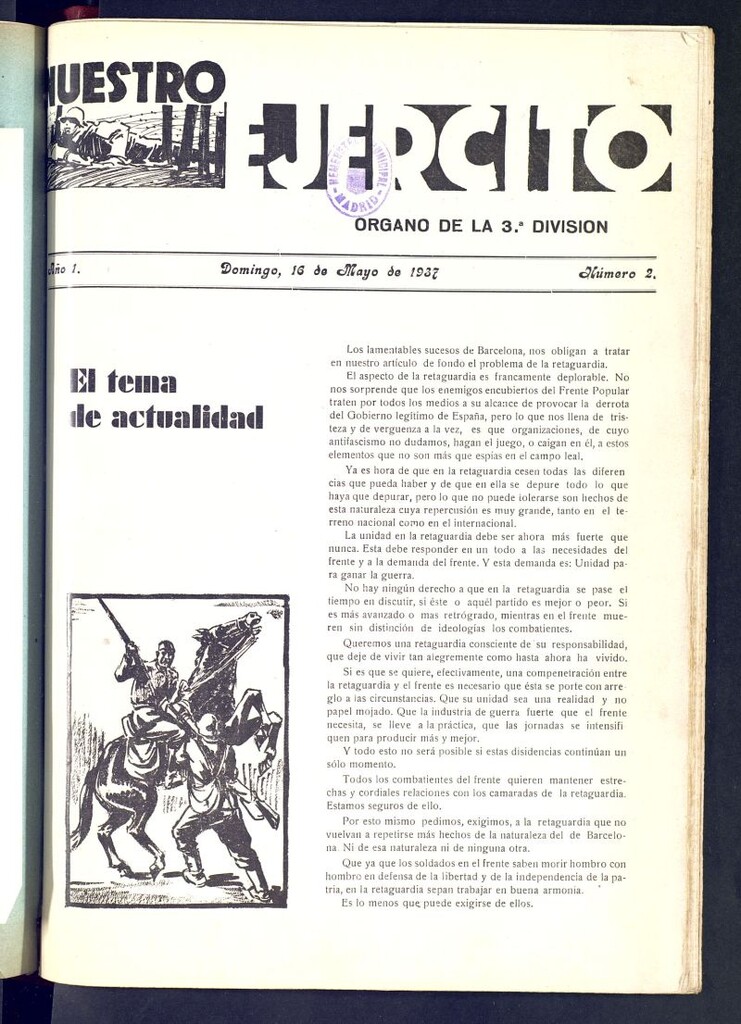 NUESTRO
EJERCITO
HEMEROTECA MUNICIPAL
MADRID
ORGANO DE LA 3.ª DIVISION
Año 1.
Domingo, 16 de Mayo de 1937
Número 2.
El tema
de actualidad
Los lamentables sucesos de Barcelona, nos obligan a tratar
en nuestro artículo de fondo el problema de la retaguardia.
El aspecto de la retaguardia es francamente deplorable. No
nos sorprende que los enemigos encubiertos del Frente Popular
traten por todos los medios a su alcance de provocar la derrota
del Gobierno legítimo de España, pero lo que nos llena de tris-
teza y de verguenza a la vez, es que organizaciones, de cuyo
antifascismo no dudamos, hagan el juego, o caigan en él, a estos
elementos que no son más que espías en el campo leal.
Ya es hora de que en la retaguardia cesen todas las diferen
cias que pueda haber y de que en ella se depure todo lo que
haya que depurar, pero lo que no puede tolerarse son hechos de
esta naturaleza cuya repercusión es muy grande, tanto en el te-
rreno nacional como en el internacional.
La unidad en la retaguardia debe ser ahora más fuerte que
nunca. Esta debe responder en un todo a las necesidades del
frente y a la demanda del frente. Y esta demanda es: Unidad pa-
ra ganar la guerra.
No hay ningún derecho a que en la retaguardia se pase el
tiempo en discutir, si éste o aquél partido es mejor o peor. Si
es más avanzado o mas retrógrado, mientras en el frente mue-
ren sin distinción de ideologías los combatientes.
Queremos una retaguardia consciente de su responsabilidad,
que deje de vivir tan alegremente como hasta ahora ha vivido.
Si es que se quiere, efectivamente, una compenetración entre
la retaguardia y el frente es necesario que ésta se porte con arre-
glo a las circunstancias. Que su unidad sea una realidad y no
papel mojado. Que la industria de guerra fuerte que el frente
necesita, se lleve a la práctica, que las jornadas se intensifi
quen para producir más y mejor.
Y todo esto no será posible si estas disidencias continúan un
sólo momento.
Todos los combatientes del frente quieren mantener estre-
chas y cordiales relaciones con los camaradas de la retaguardia.
Estamos seguros de ello.
Por esto mismo pedimos, exigimos, a la retaguardia que no
vuelvan a repetirse más hechos de la naturaleza del de Barcelo-
na. Ni de esa naturaleza ni de ninguna otra.
Que ya que los soldados en el frente saben morir hombro con
hombro en defensa de la libertad y de la independencia de la pa-
tria, en la retaguardia sepan trabajar en buena armonía.
Es lo menos que puede exigirse de ellos.